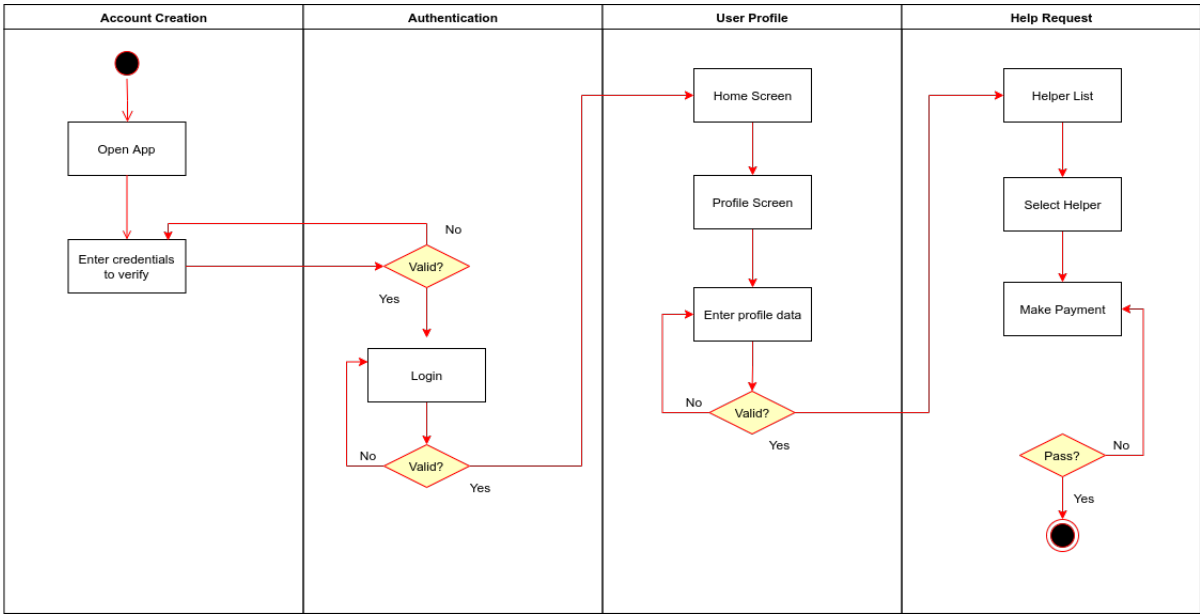 Account Creation
Authentication
User Profile
Help Request
Open App
Enter credentials
to verify
No
Valid?
Yes
Login
No
Valid?
Yes
Home Screen
Profile Screen
Enter profile data
No
Valid?
Yes
Helper List
Select Helper
Make Payment
Pass?
No
Yes